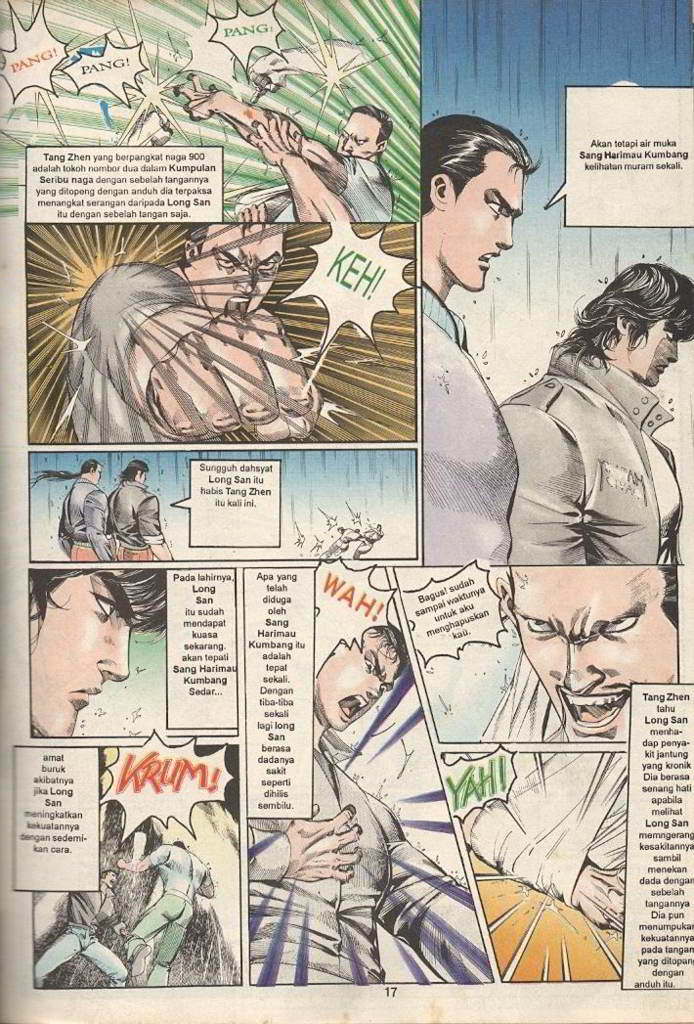 PANG!
PANG!
PANG!
Tang Zhen yang berpangkat naga 900
adalah tokoh nombor dua dalam Kumpulan
Seribu naga dengan sebelah tangannya
yang ditopeng dengan anduh dia terpaksa
menangkat serangan daripada Long San
itu dengan sebelah tangan saja.
Akan tetapi air muka
Sang Harimau Kumbang
kelihatan muram sekali.
KEH!
Sungguh dahsyat
Long San itu
habis Tang Zhen
itu kali ini.
Pada lahirnya,
Long
San
itu sudah
mendapat
kuasa
sekarang.
akan tepati
Sang Harimau
Kumbang
Sedar...
Apa yang
telah
diduga
oleh
Sang
Harimau
Kumbang itu
adalah
tepat
sekali.
Dengan
tiba-tiba
sekali
lagi long
San
berasa
dadanya
sakit
seperti
dihilis
sembilu.
WAH!
Bagus! sudah
sampai waktunya
untuk aku
menghapuskan
kau.
amat
buruk
akibatnya
jika Long
San
meningkatkan
kekuatannya
dengan sedemi-
kan cara.
KRUM!
YAH!
Tang Zhen
tahu
Long San
mengha-
dap penya-
kit jantung
yang kronik
Dia berasa
senang hati
apabila
melihat
Long San
memngerang
kesakitannya
sambil
menekan
dada dengan
sebelah
tangannya
Dia pun
menumpukan
kekuatannya
pada tangan
yang ditopang
dengan
anduh itu.
17